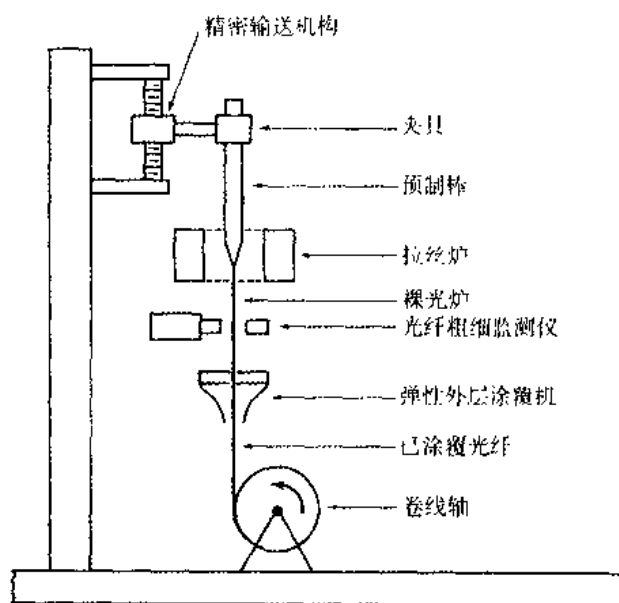 精密输送机构
夹具
预制棒
拉丝炉
裸光炉
光纤粗细监测仪
弹性外层涂覆机
已涂覆光纤
卷线轴